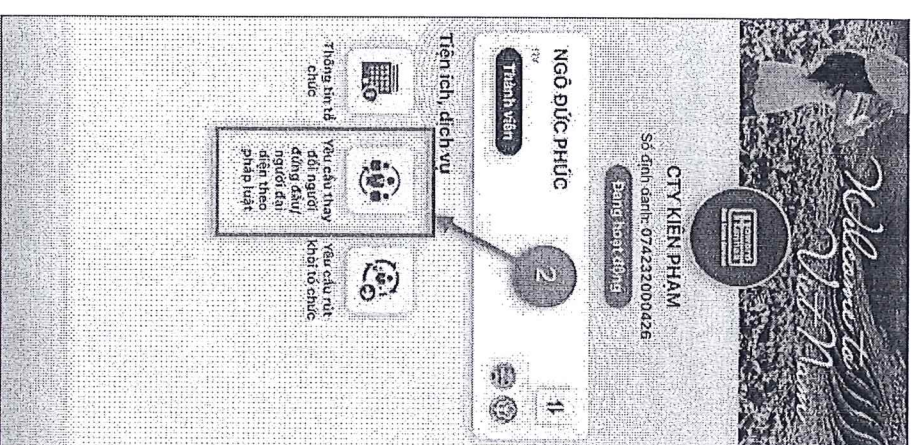 Welcome to
Việt Nam
CTY KIEN PHAM
Số định danh: 0742320000426
Đang hoạt động
NGÔ ĐỨC PHÚC
Thành viên
2
Tiện ích, dịch vụ
Thông tin tổ
chức
Yêu cầu thay
đổi người
đứng đầu/
người đại
diện theo
pháp luật
Yêu cầu rút
khỏi tổ chức